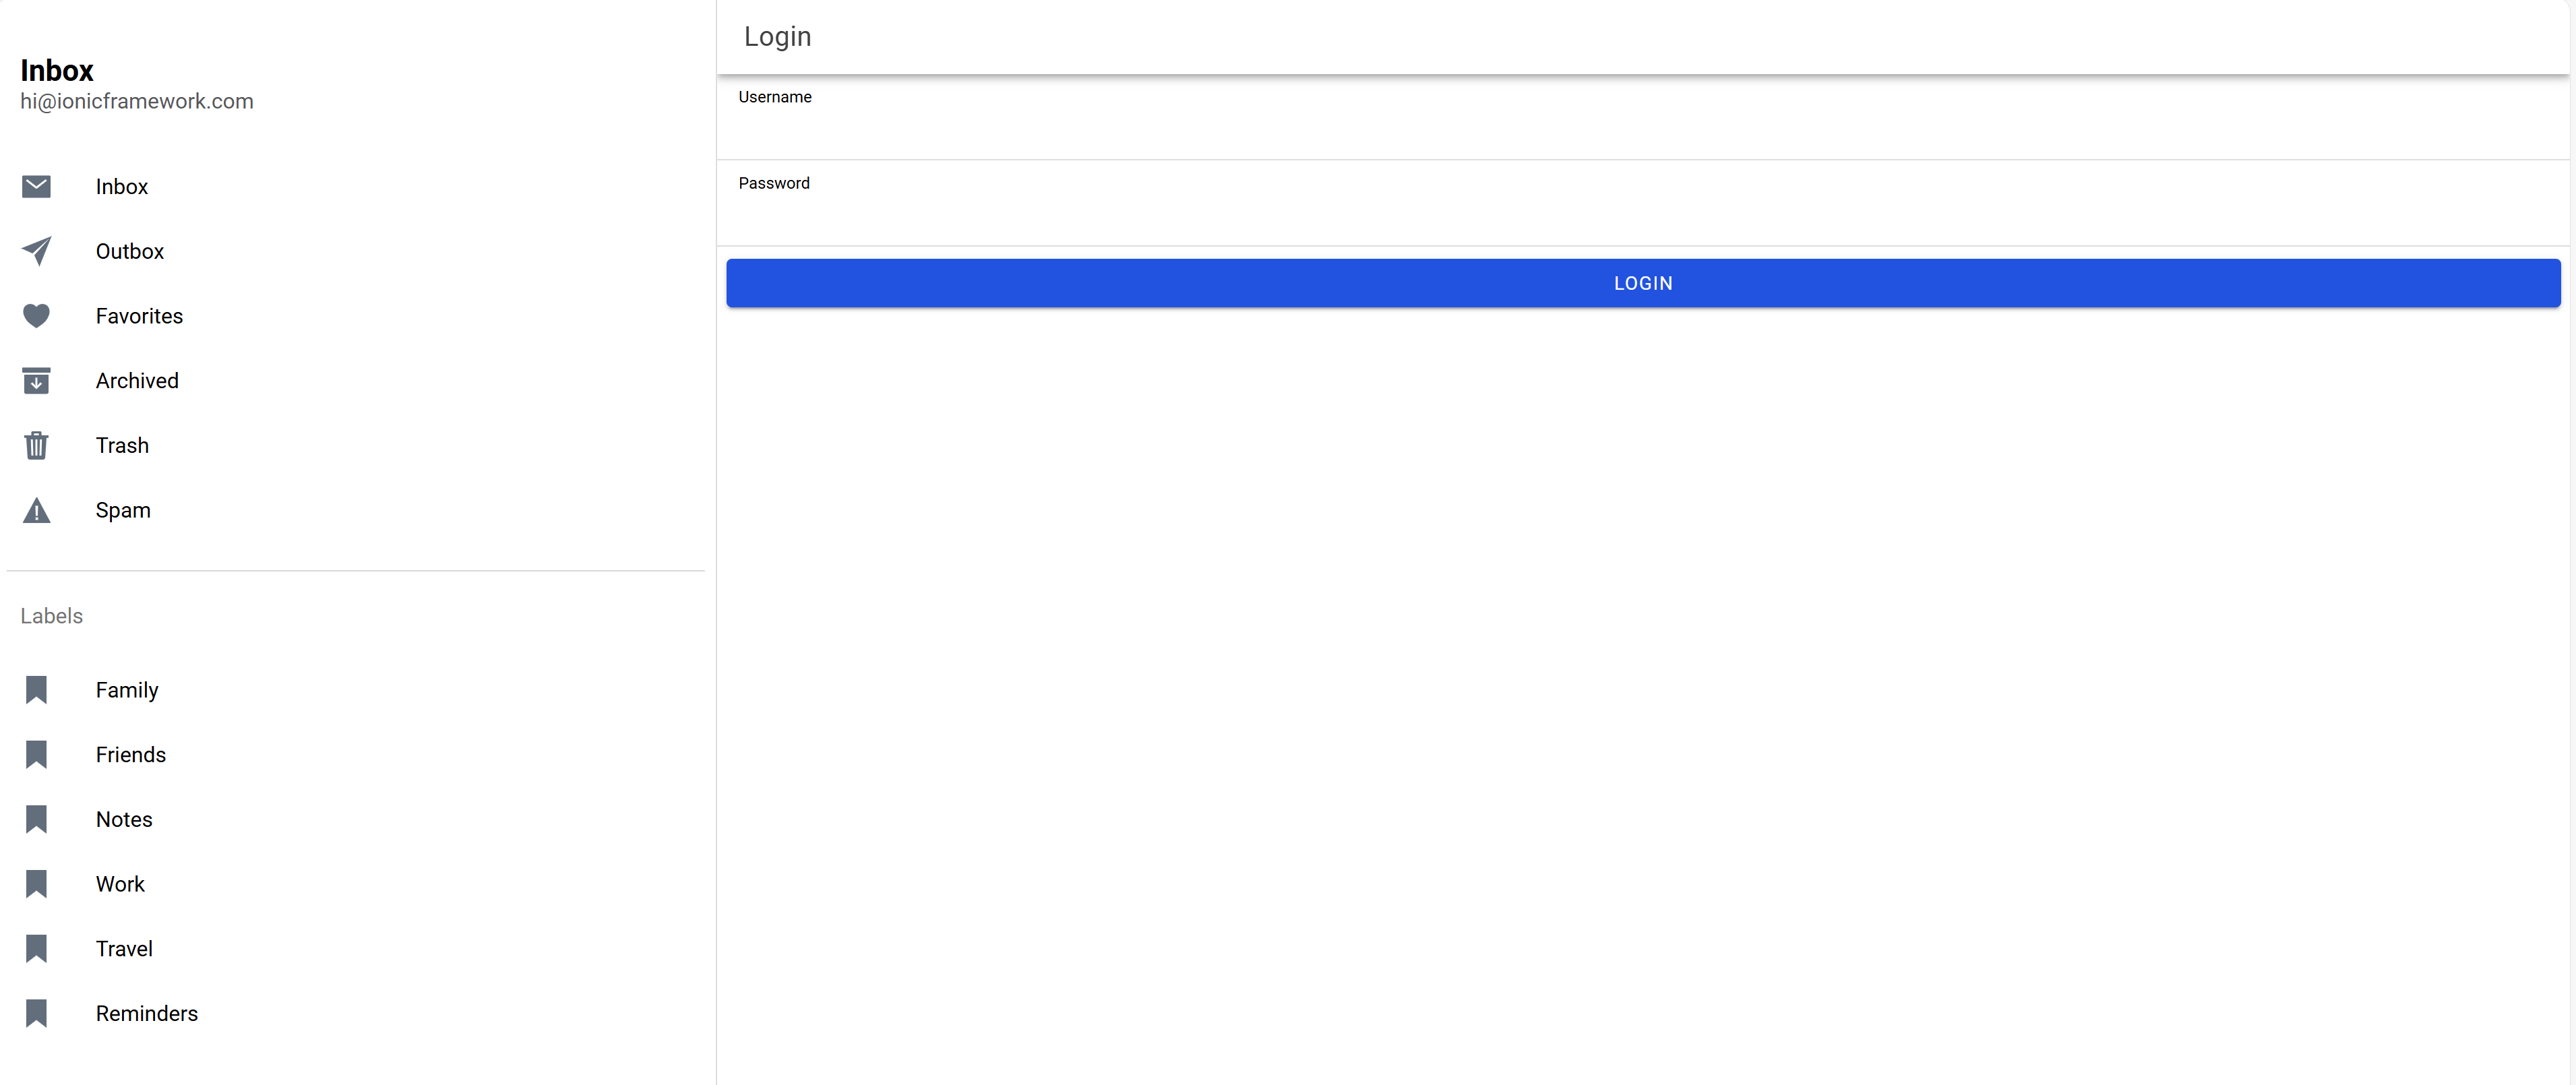 Inbox
hi@ionicframework.com
Inbox
Outbox
Favorites
Archived
Trash
Spam
Labels
Family
Friends
Notes
Work
Travel
Reminders
Login
Username
Password
LOGIN